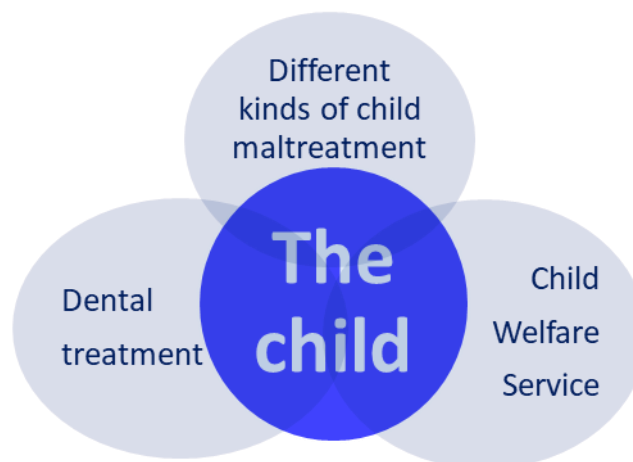 Different
kinds of child
maltreatment
The
child
Dental
treatment
Child
Welfare
Service